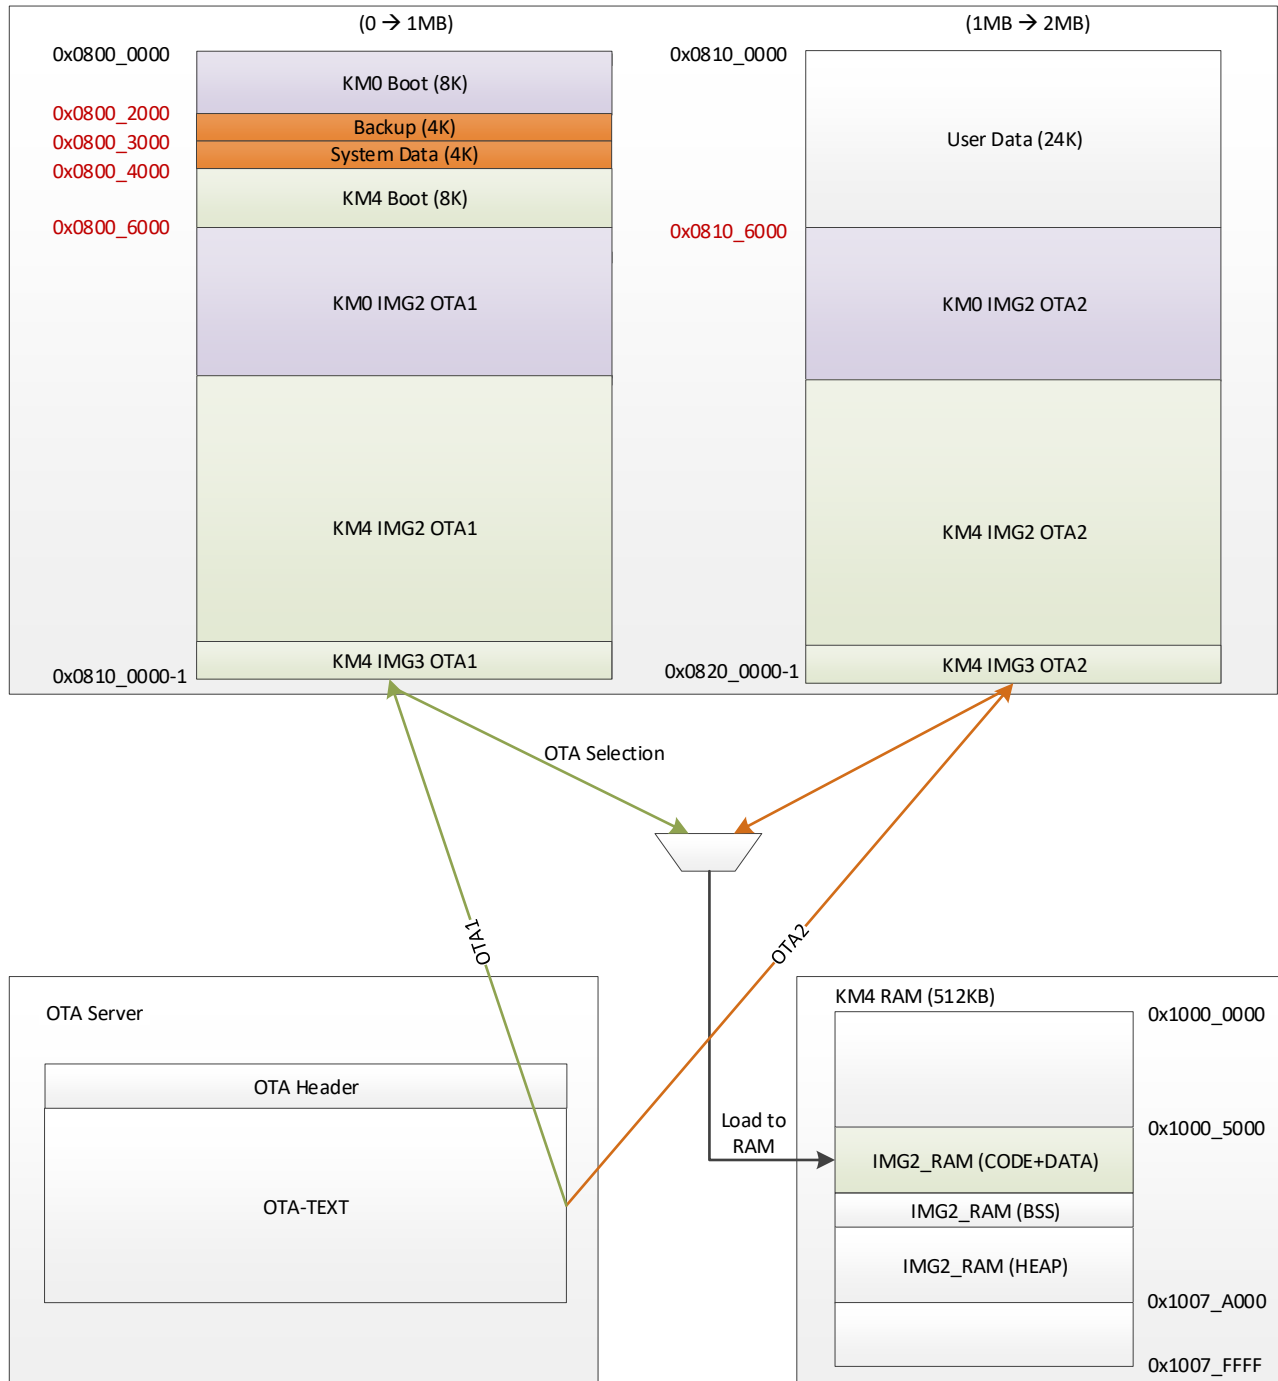 (0 → 1MB)
0x0800_0000
KM0 Boot (8K)
0x0800_2000
Backup (4K)
0x0800_3000
System Data (4K)
0x0800_4000
KM4 Boot (8K)
0x0800_6000
KM0 IMG2 OTA1
KM4 IMG2 OTA1
KM4 IMG3 OTA1
0x0810_0000-1
(1MB → 2MB)
0x0810_0000
User Data (24K)
0x0810_6000
KM0 IMG2 OTA2
KM4 IMG2 OTA2
KM4 IMG3 OTA2
0x0820_0000-1
OTA Selection
OTA1
OTA2
OTA Server
OTA Header
OTA-TEXT
Load to
RAM
KM4 RAM (512KB)
0x1000_0000
0x1000_5000
IMG2_RAM (CODE+DATA)
IMG2_RAM (BSS)
IMG2_RAM (HEAP)
0x1007_A000
0x1007_FFFF